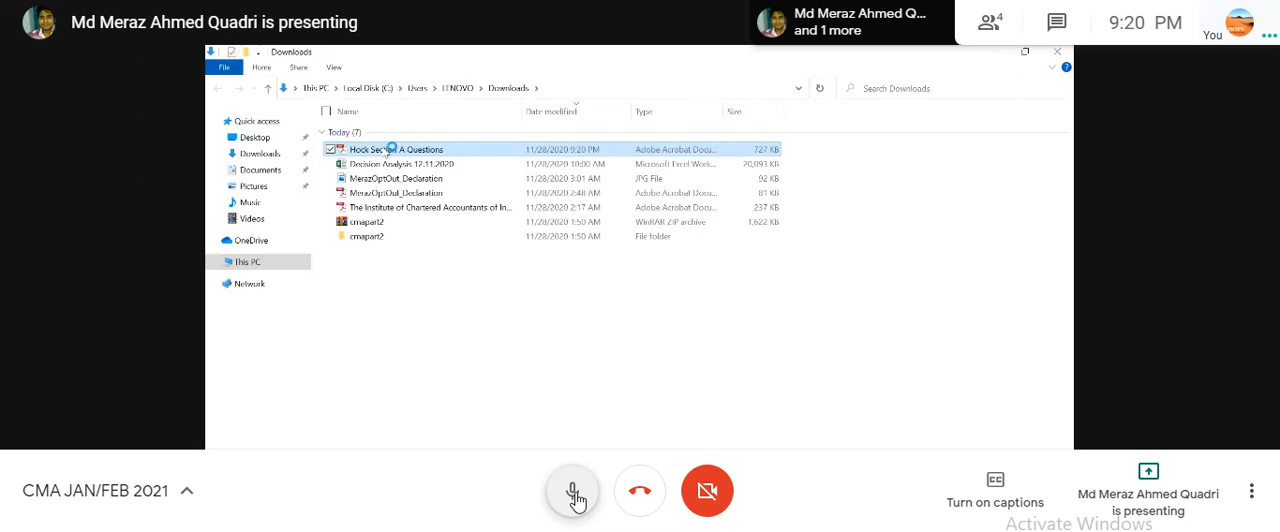 Md Meraz Ahmed Quadri is presenting
Md Meraz Ahmed Q...
and 1 more
4
9:20 PM
You
Downloads
File Home Share View
This PC > Local Disk (C:) > Users > LENOVO > Downloads >
Search Downloads
Name Date modified Type Size
Quick access
Desktop
Downloads
Documents
Pictures
Music
Videos
OneDrive
This PC
Network
Today (7)
Hock Section A Questions 11/28/2020 9:20 PM Adobe Acrobat Docu... 727 KB
Decision Analysis 12.11.2020 11/28/2020 10:00 AM Microsoft Excel Work... 20,093 KB
MerazOptOut_Declaration 11/28/2020 3:01 AM JPG File 92 KB
MerazOptOut_Declaration 11/28/2020 2:48 AM Adobe Acrobat Docu... 81 KB
The Institute of Chartered Accountants of In... 11/28/2020 2:17 AM Adobe Acrobat Docu... 237 KB
cmapart2 11/28/2020 1:50 AM WinRAR ZIP archive 1,622 KB
cmapart2 11/28/2020 1:50 AM File folder
CMA JAN/FEB 2021
Turn on captions
Md Meraz Ahmed Quadri
is presenting
Activate Windows